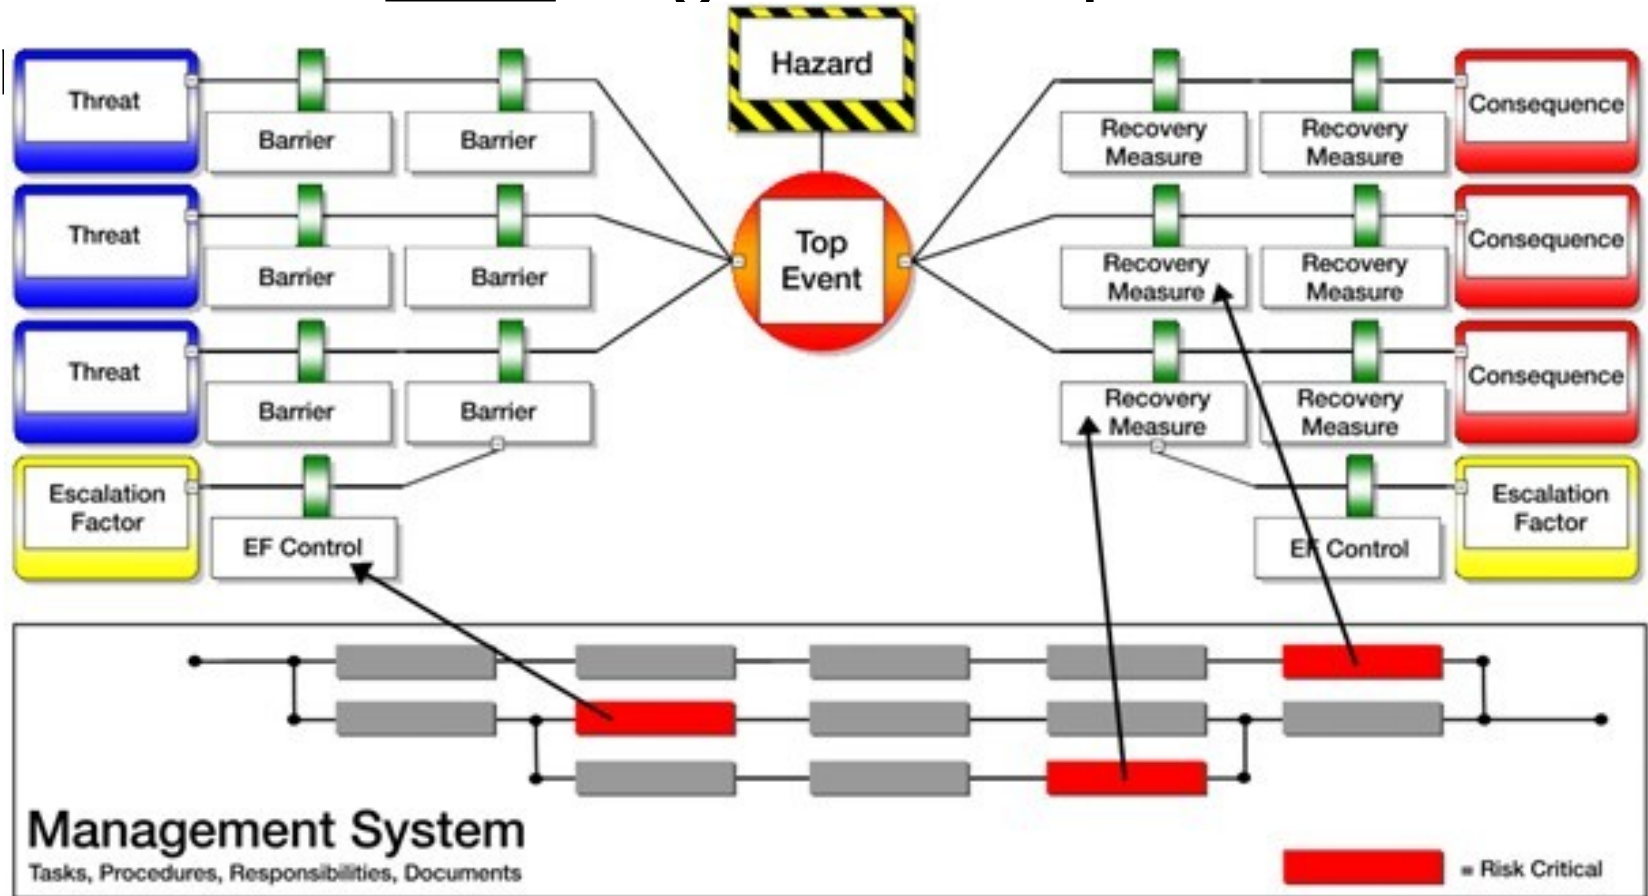 Hazard
Threat
Barrier
Barrier
Recovery
Measure
Recovery
Measure
Consequence
Top
Event
Threat
Barrier
Barrier
Recovery
Measure
Recovery
Measure
Consequence
Threat
Barrier
Barrier
Recovery
Measure
Recovery
Measure
Consequence
Escalation
Factor
EF Control
EF Control
Escalation
Factor
Management System
Tasks, Procedures, Responsibilities, Documents
= Risk Critical